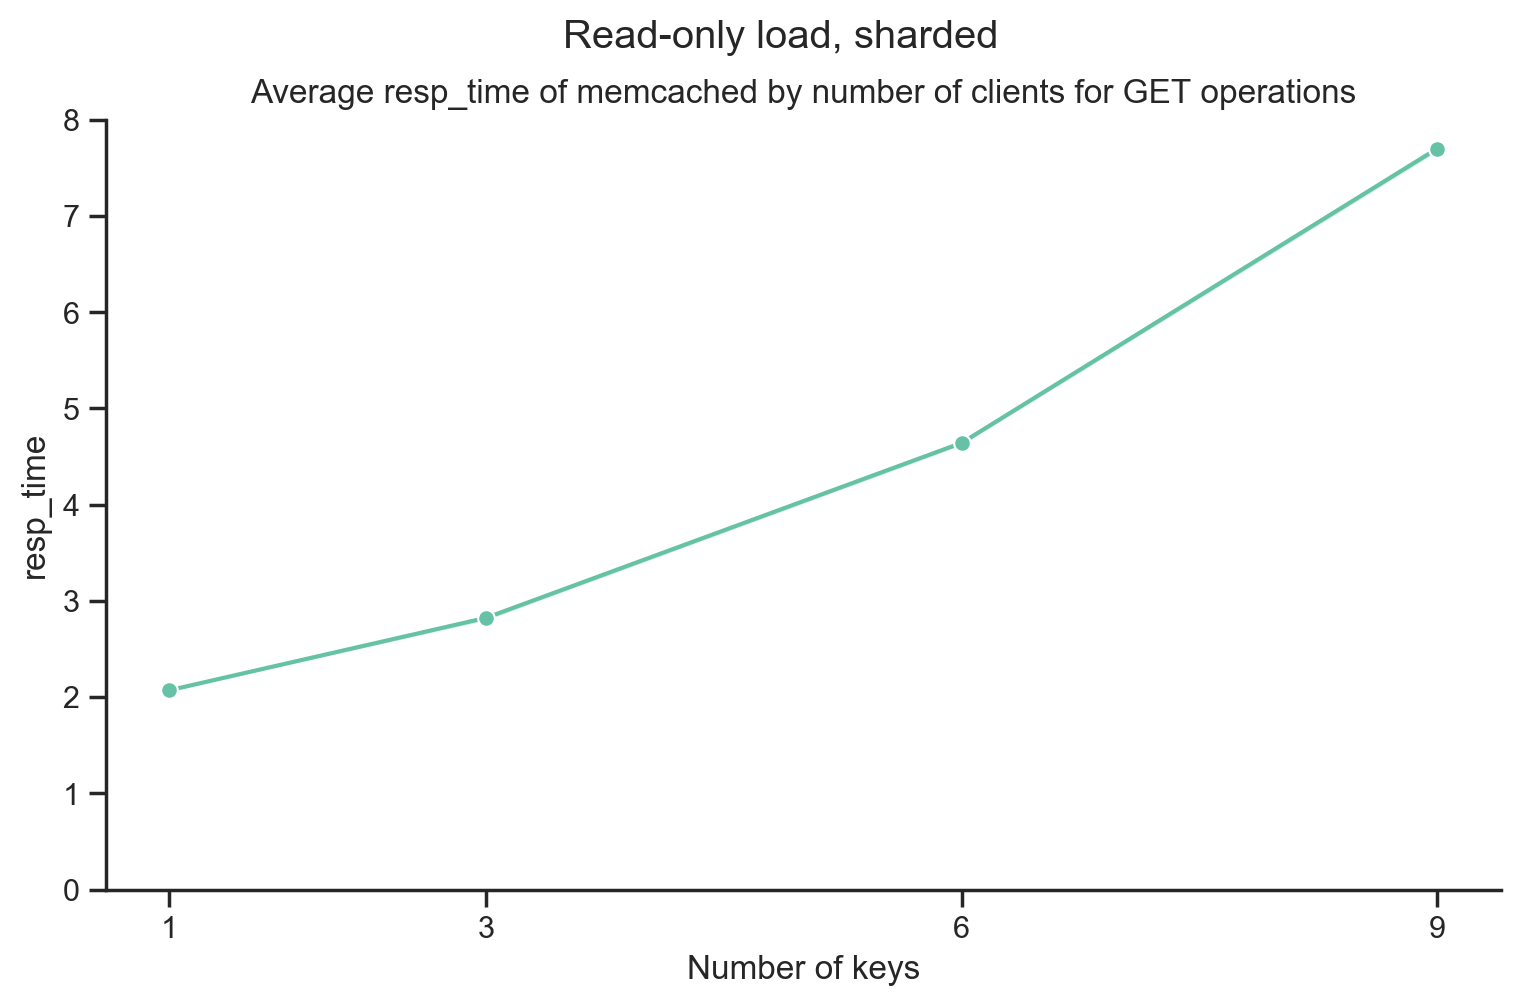 Read-only load, sharded
Average resp_time of memcached by number of clients for GET operations
8
7
6
5
4
3
2
1
0
resp_time
1 3 6 9
Number of keys